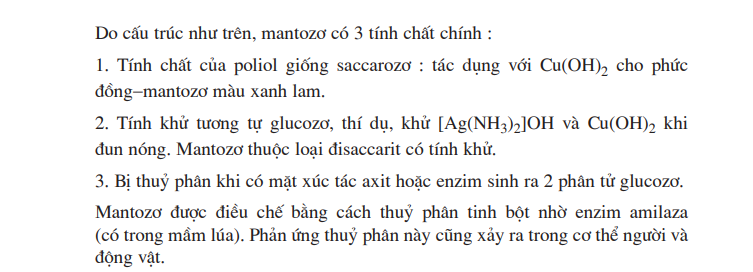 Do cấu trúc như trên, mantozơ có 3 tính chất chính :
1. Tính chất của poliol giống saccarozơ : tác dụng với Cu(OH)₂ cho phức
đồng–mantozơ màu xanh lam.
2. Tính khử tương tự glucozơ, thí dụ, khử [Ag(NH₃)₂]OH và Cu(OH)₂ khi
đun nóng. Mantozơ thuộc loại đisaccarit có tính khử.
3. Bị thuỷ phân khi có mặt xúc tác axit hoặc enzim sinh ra 2 phân tử glucozơ.
Mantozơ được điều chế bằng cách thuỷ phân tinh bột nhờ enzim amilaza
(có trong mầm lúa). Phản ứng thuỷ phân này cũng xảy ra trong cơ thể người và
động vật.